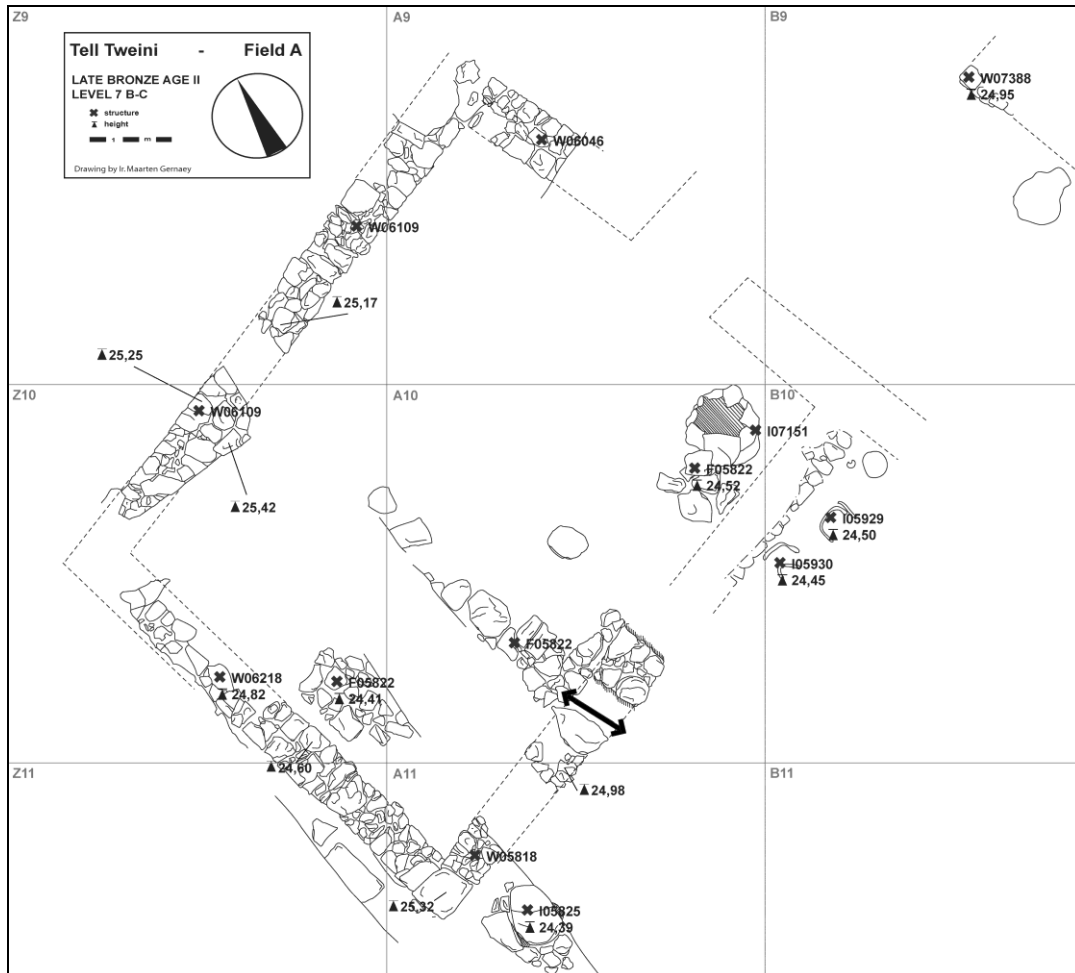 Z9
A9
B9
Tell Tweini - Field A
LATE BRONZE AGE II
LEVEL 7 B-C
structure
height
1 m
Drawing by Ir. Maarten Gernaey
W07388
24,95
W06046
W06109
25,17
25,25
Z10
A10
B10
W06109
I07151
F05822
24,52
25,42
I05929
24,50
I05930
24,45
F05822
W06218
24,82
F05822
24,41
Z11
A11
B11
24,60
24,98
W05818
25,32
I05825
24,39